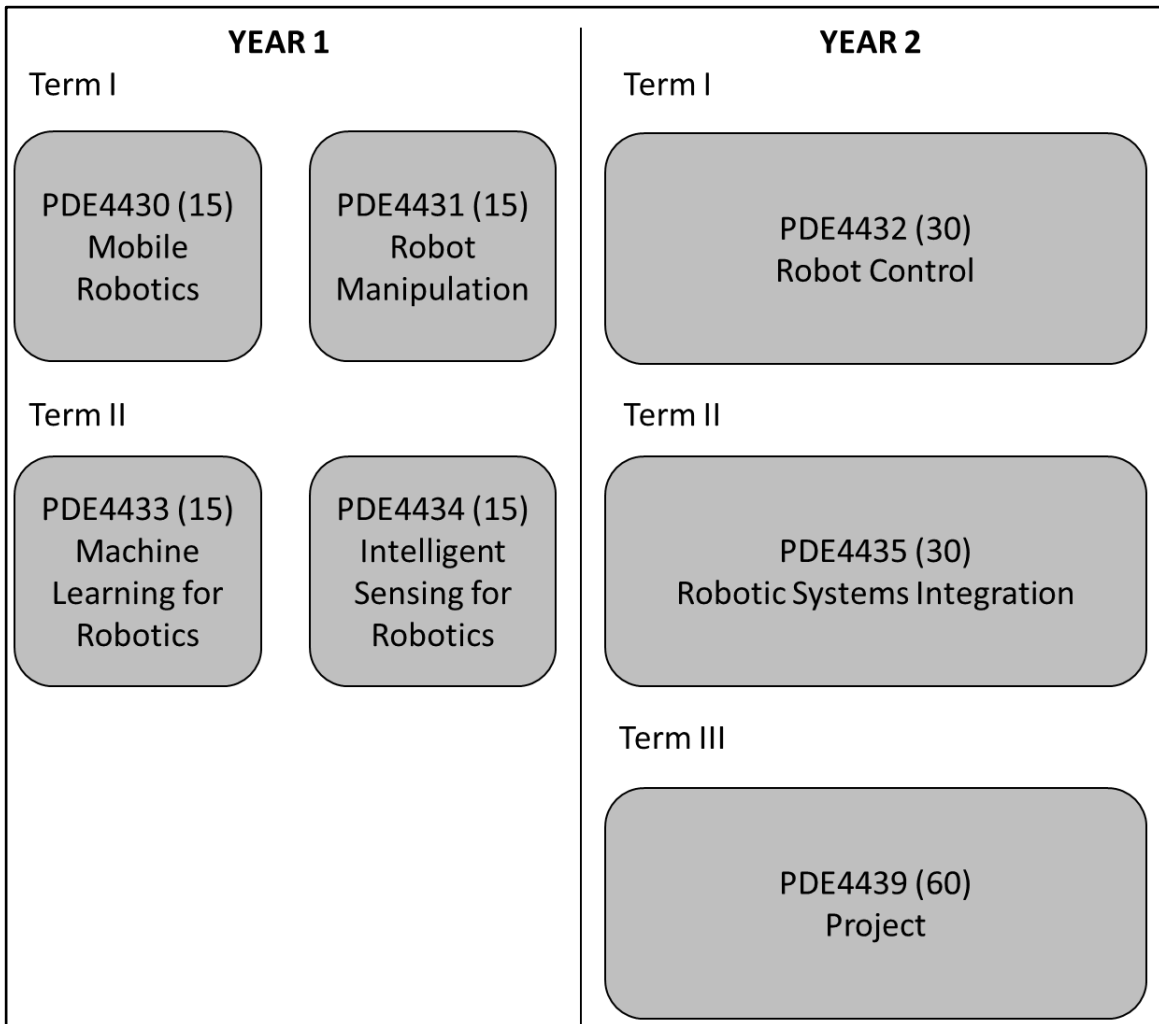 YEAR 1
Term I
PDE4430 (15)
Mobile
Robotics
PDE4431 (15)
Robot
Manipulation
Term II
PDE4433 (15)
Machine
Learning for
Robotics
PDE4434 (15)
Intelligent
Sensing for
Robotics
YEAR 2
Term I
PDE4432 (30)
Robot Control
Term II
PDE4435 (30)
Robotic Systems Integration
Term III
PDE4439 (60)
Project